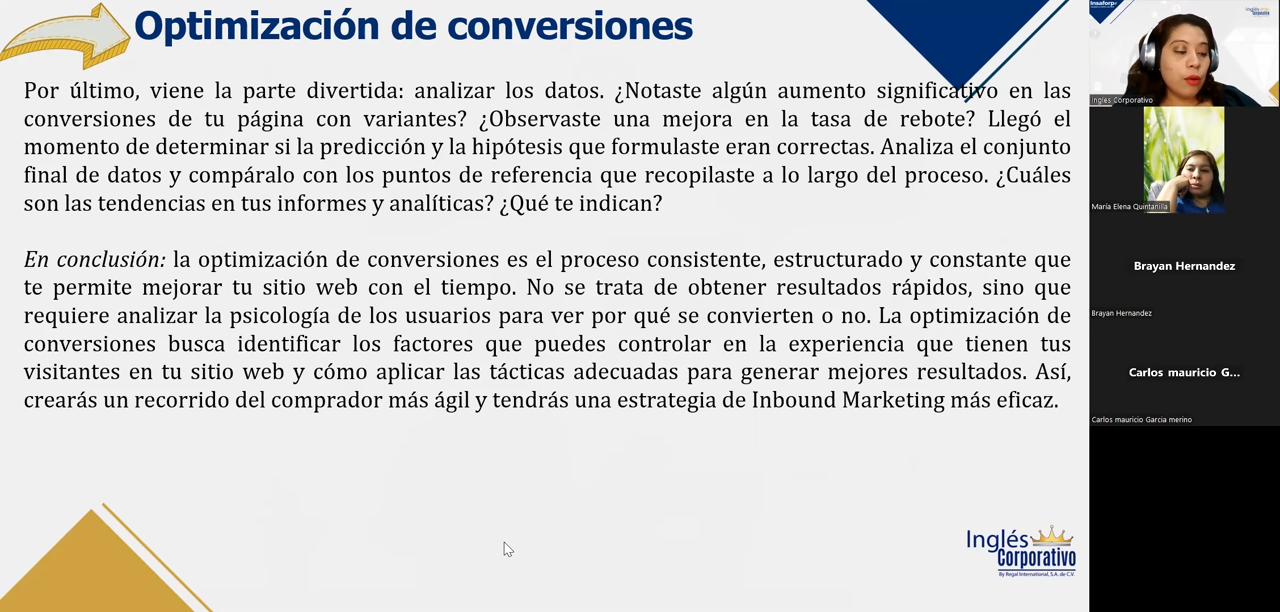 Optimización de conversiones
Por último, viene la parte divertida: analizar los datos. ¿Notaste algún aumento significativo en las
conversiones de tu página con variantes? ¿Observaste una mejora en la tasa de rebote? Llegó el
momento de determinar si la predicción y la hipótesis que formulaste eran correctas. Analiza el conjunto
final de datos y compáralo con los puntos de referencia que recopilaste a lo largo del proceso. ¿Cuáles
son las tendencias en tus informes y analíticas? ¿Qué te indican?
En conclusión: la optimización de conversiones es el proceso consistente, estructurado y constante que
te permite mejorar tu sitio web con el tiempo. No se trata de obtener resultados rápidos, sino que
requiere analizar la psicología de los usuarios para ver por qué se convierten o no. La optimización de
conversiones busca identificar los factores que puedes controlar en la experiencia que tienen tus
visitantes en tu sitio web y cómo aplicar las tácticas adecuadas para generar mejores resultados. Así,
crearás un recorrido del comprador más ágil y tendrás una estrategia de Inbound Marketing más eficaz.
Inglés
Corporativo
By Regal International, S.A. de C.V.
Insaforp
Inglés Corporativo
María Elena Quintanilla
Brayan Hernandez
Brayan Hernandez
Carlos mauricio G...
Carlos mauricio Garcia merino